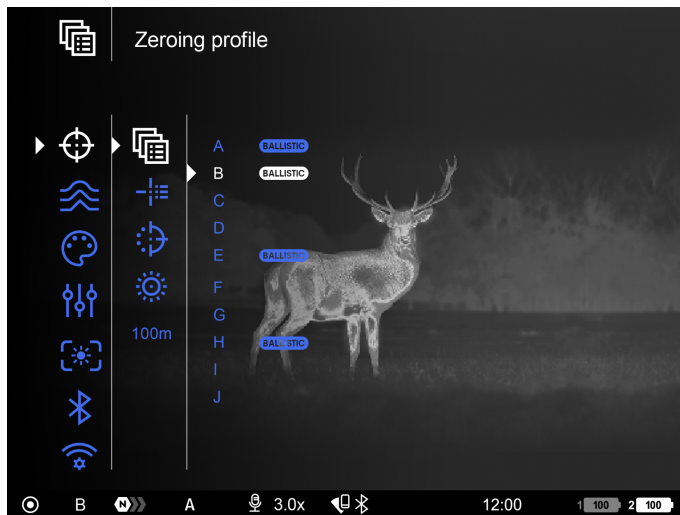 Zeroing profile
A BALLISTIC
B BALLISTIC
C
D
E BALLISTIC
F
G
H BALLISTIC
I
J
100m
B N A 3.0x 12:00 1 100 2 100